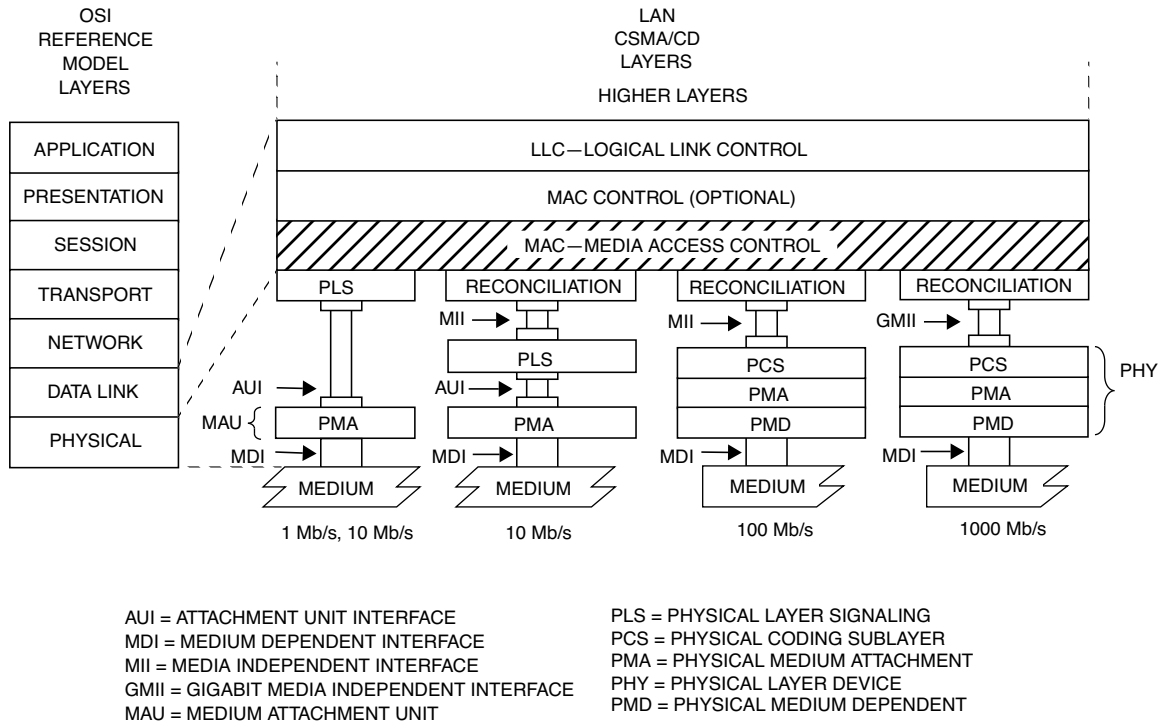 OSI
REFERENCE
MODEL
LAYERS
LAN
CSMA/CD
LAYERS
HIGHER LAYERS
APPLICATION
PRESENTATION
SESSION
TRANSPORT
NETWORK
DATA LINK
PHYSICAL
LLC—LOGICAL LINK CONTROL
MAC CONTROL (OPTIONAL)
MAC—MEDIA ACCESS CONTROL
PLS
AUI
MAU
PMA
MDI
MEDIUM
1 Mb/s, 10 Mb/s
RECONCILIATION
MII
PLS
AUI
PMA
MDI
MEDIUM
10 Mb/s
RECONCILIATION
MII
PCS
PMA
PMD
MDI
MEDIUM
100 Mb/s
RECONCILIATION
GMII
PCS
PMA
PMD
PHY
MDI
MEDIUM
1000 Mb/s
AUI = ATTACHMENT UNIT INTERFACE
MDI = MEDIUM DEPENDENT INTERFACE
MII = MEDIA INDEPENDENT INTERFACE
GMII = GIGABIT MEDIA INDEPENDENT INTERFACE
MAU = MEDIUM ATTACHMENT UNIT
PLS = PHYSICAL LAYER SIGNALING
PCS = PHYSICAL CODING SUBLAYER
PMA = PHYSICAL MEDIUM ATTACHMENT
PHY = PHYSICAL LAYER DEVICE
PMD = PHYSICAL MEDIUM DEPENDENT